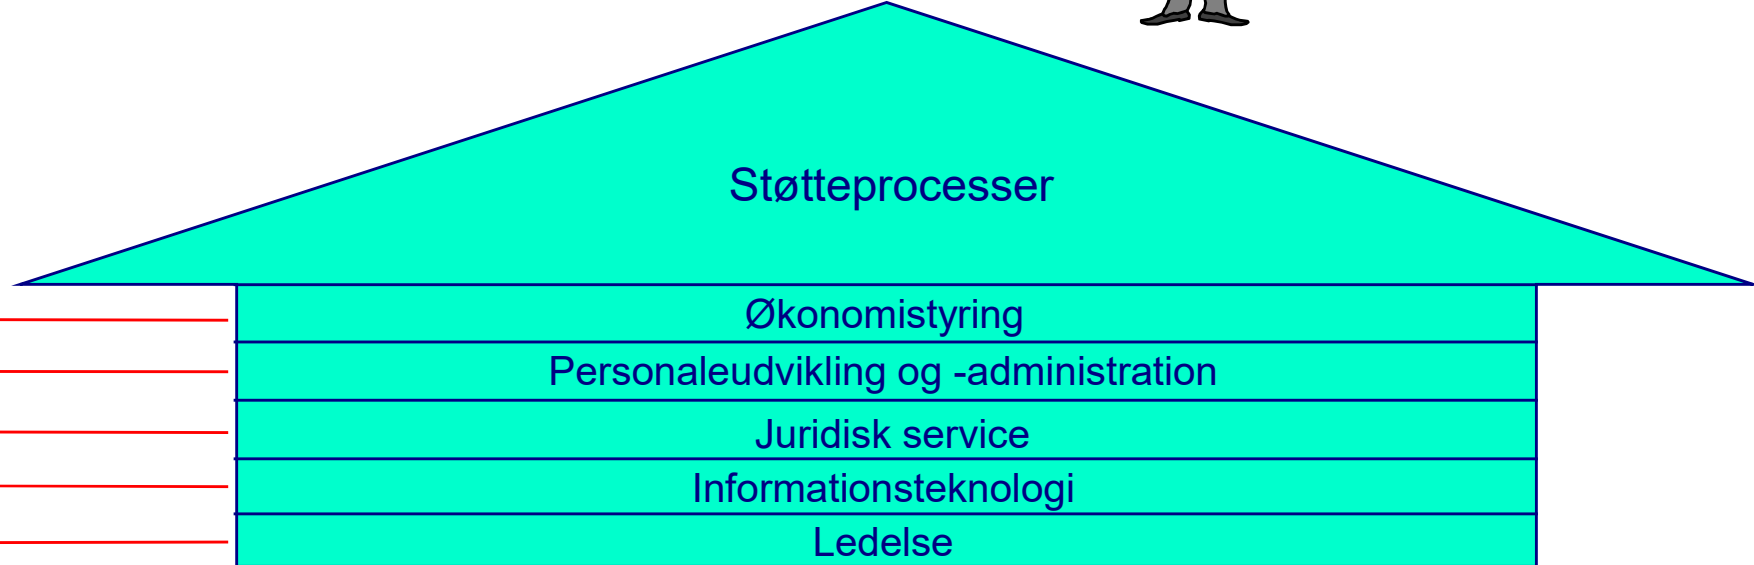 Støtteprocesser
Økonomistyring
Personaleudvikling og -administration
Juridisk service
Informationsteknologi
Ledelse